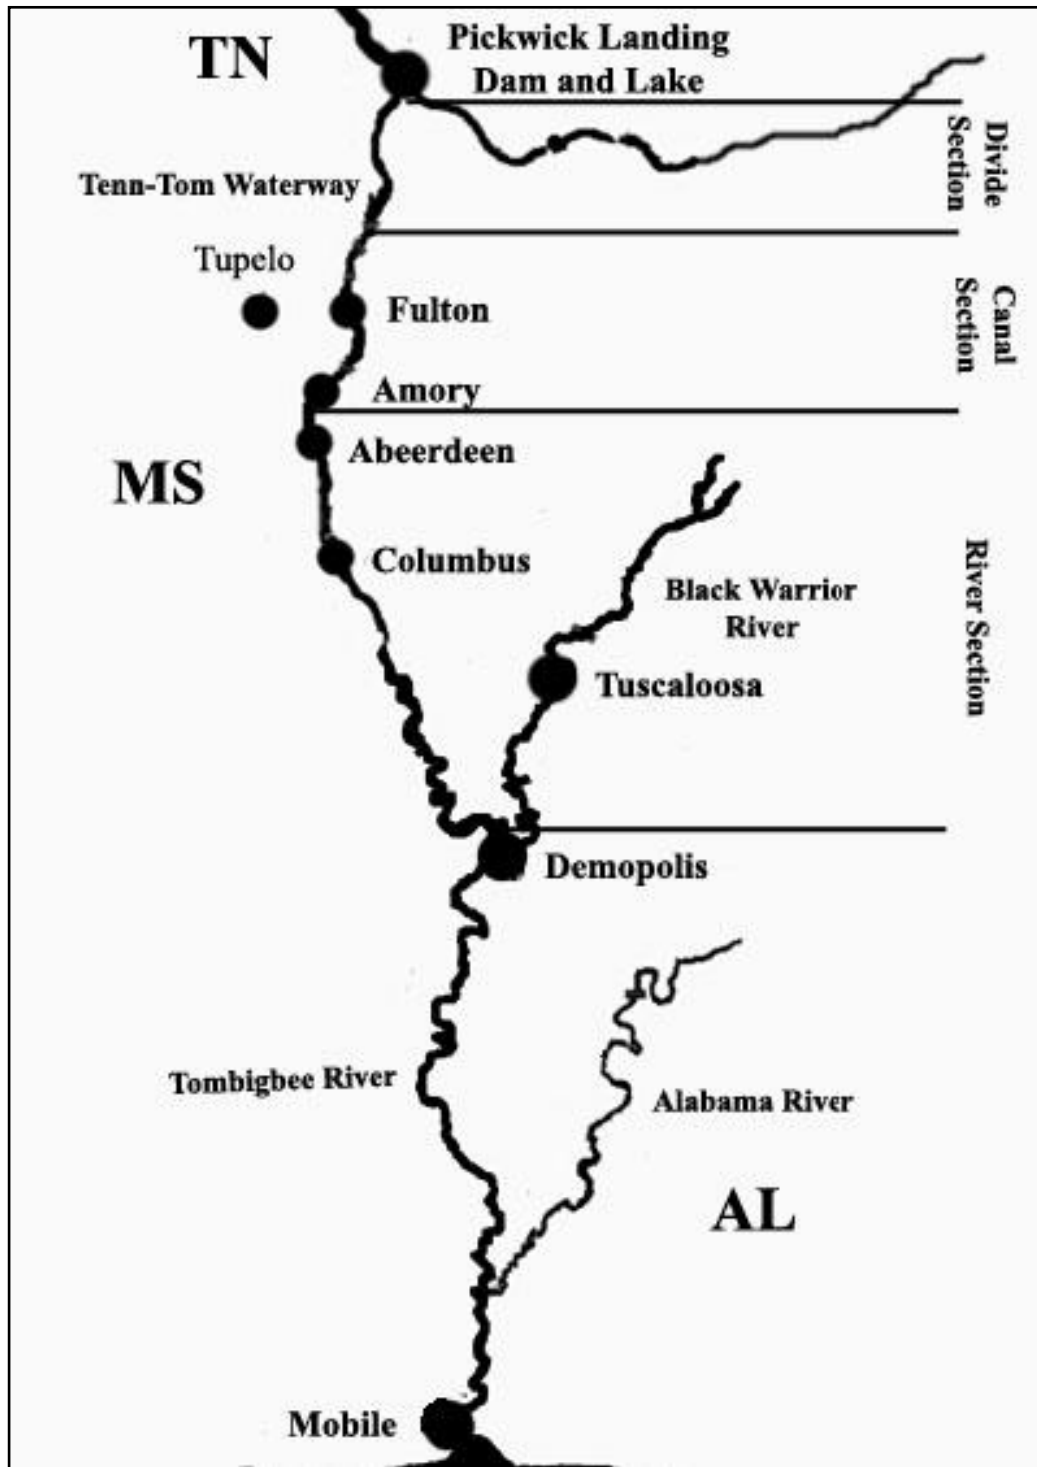 TN
Pickwick Landing
Dam and Lake
Divide
Section
Tenn-Tom Waterway
Tupelo
Fulton
Canal
Section
Amory
Abeerdeen
MS
Columbus
Black Warrior
River
River Section
Tuscaloosa
Demopolis
Tombigbee River
Alabama River
AL
Mobile